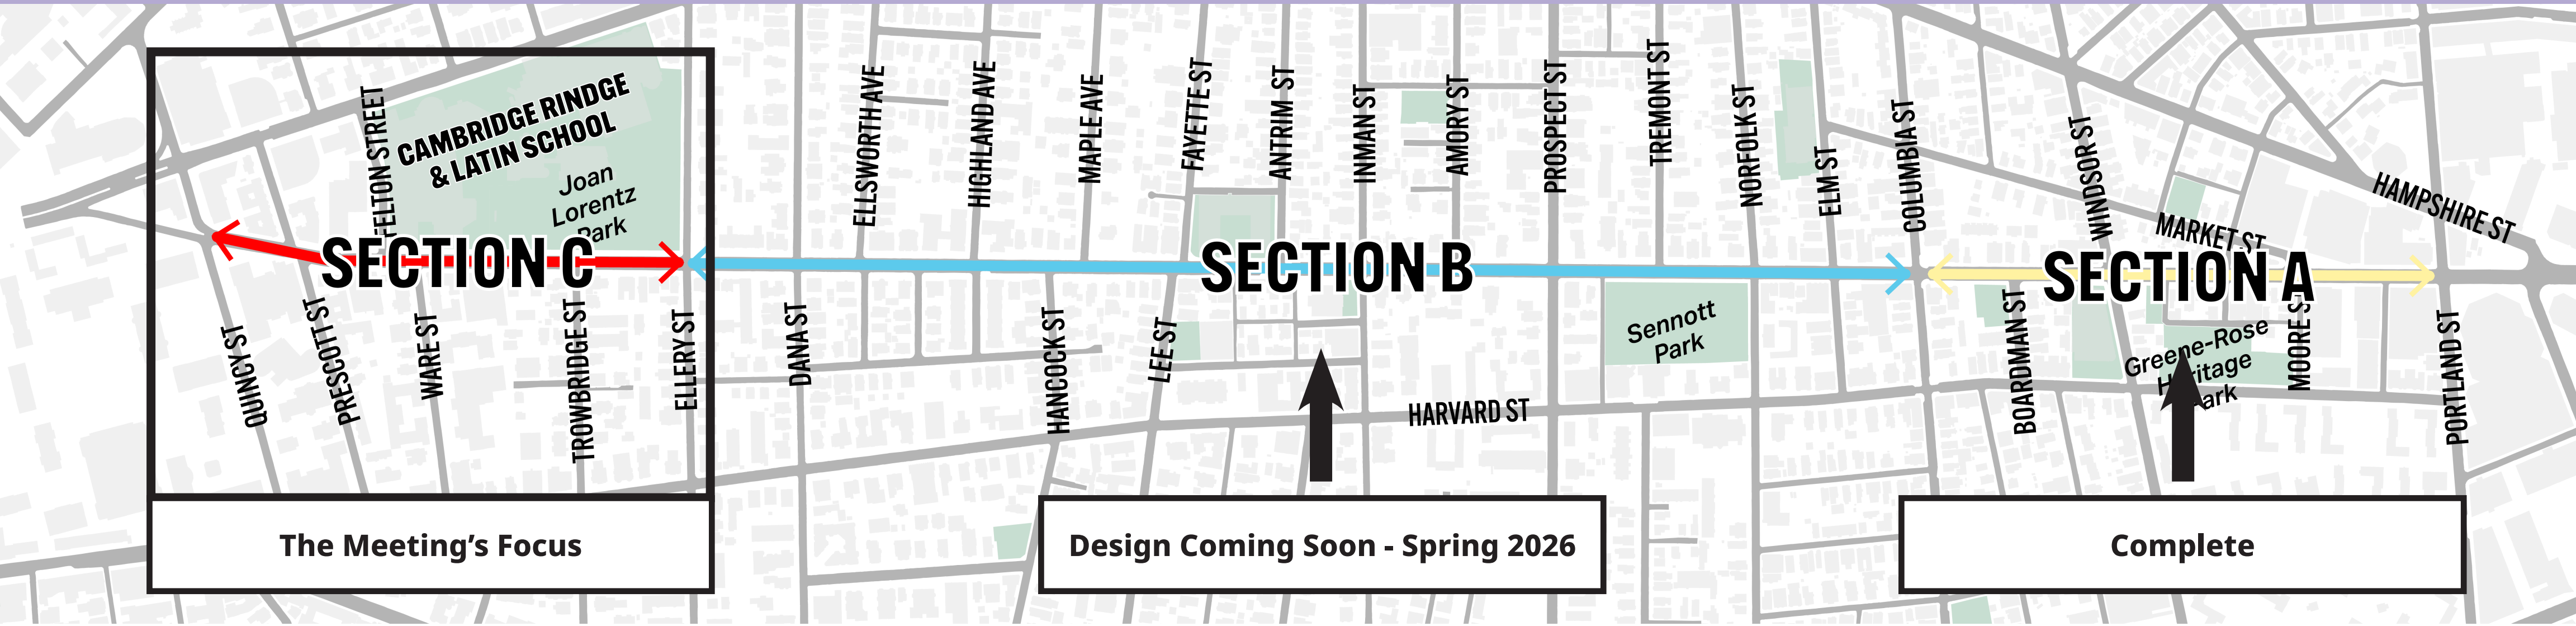 CAMBRIDGE RINDGE
& LATIN SCHOOL
Joan
Lorentz
Park
FELTON STREET
SECTION C
QUINCY ST
PRESCOTT ST
WARE ST
TROWBRIDGE ST
ELLERY ST
The Meeting's Focus
ELLSWORTH AVE
HIGHLAND AVE
MAPLE AVE
FAYETTE ST
ANTRIM ST
INMAN ST
AMORY ST
PROSPECT ST
TREMONT ST
NORFOLK ST
ELM ST
COLUMBIA ST
SECTION B
DANA ST
HANCOCK ST
LEE ST
HARVARD ST
Sennott
Park
Design Coming Soon - Spring 2026
WINDSOR ST
MARKET ST
HAMPSHIRE ST
SECTION A
BOARDMAN ST
Greene-Rose
Heritage
Park
MOORE ST
PORTLAND ST
Complete